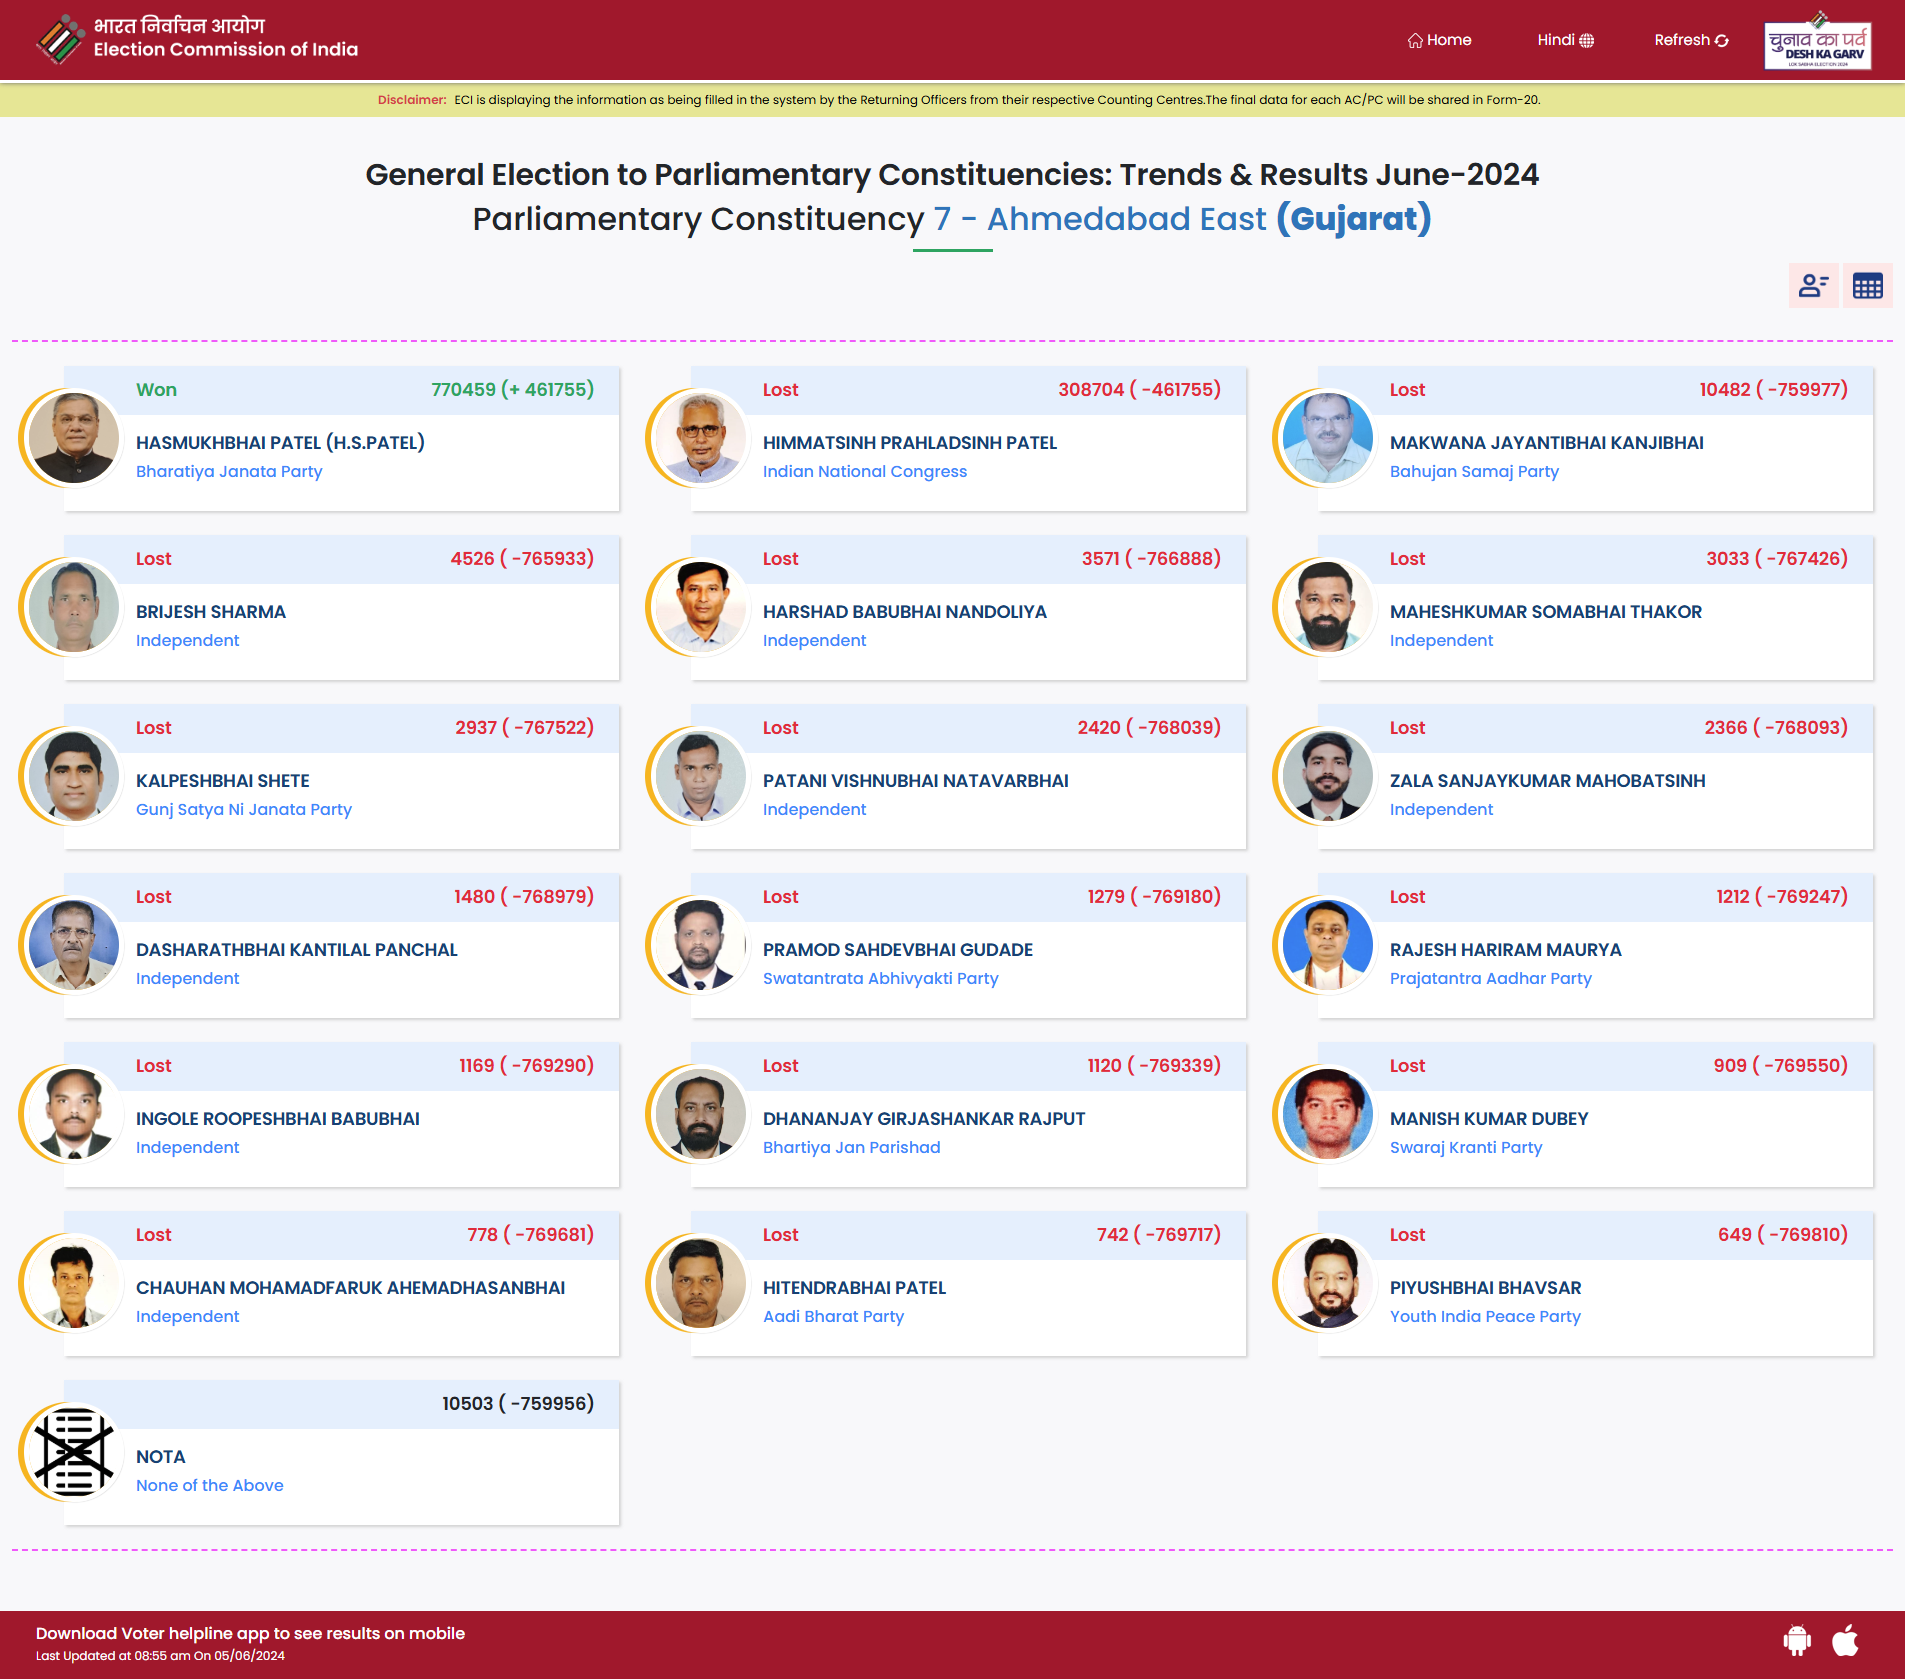 भारत निर्वाचन आयोग
Election Commission of India
Home
Hindi
Refresh
चुनाव का पर्व
DESH KA GARV
LOK SABHA ELECTION 2024
Disclaimer: ECI is displaying the information as being filled in the system by the Returning Officers from their respective Counting Centres.The final data for each AC/PC will be shared in Form-20.
General Election to Parliamentary Constituencies: Trends & Results June-2024
Parliamentary Constituency 7 - Ahmedabad East (Gujarat)
Won 770459 (+ 461755)
HASMUKHBHAI PATEL (H.S.PATEL)
Bharatiya Janata Party
Lost 308704 ( -461755)
HIMMATSINH PRAHLADSINH PATEL
Indian National Congress
Lost 10482 ( -759977)
MAKWANA JAYANTIBHAI KANJIBHAI
Bahujan Samaj Party
Lost 4526 ( -765933)
BRIJESH SHARMA
Independent
Lost 3571 ( -766888)
HARSHAD BABUBHAI NANDOLIYA
Independent
Lost 3033 ( -767426)
MAHESHKUMAR SOMABHAI THAKOR
Independent
Lost 2937 ( -767522)
KALPESHBHAI SHETE
Gunj Satya Ni Janata Party
Lost 2420 ( -768039)
PATANI VISHNUBHAI NATAVARBHAI
Independent
Lost 2366 ( -768093)
ZALA SANJAYKUMAR MAHOBATSINH
Independent
Lost 1480 ( -768979)
DASHARATHBHAI KANTILAL PANCHAL
Independent
Lost 1279 ( -769180)
PRAMOD SAHDEVBHAI GUDADE
Swatantrata Abhivyakti Party
Lost 1212 ( -769247)
RAJESH HARIRAM MAURYA
Prajatantra Aadhar Party
Lost 1169 ( -769290)
INGOLE ROOPESHBHAI BABUBHAI
Independent
Lost 1120 ( -769339)
DHANANJAY GIRJASHANKAR RAJPUT
Bhartiya Jan Parishad
Lost 909 ( -769550)
MANISH KUMAR DUBEY
Swaraj Kranti Party
Lost 778 ( -769681)
CHAUHAN MOHAMADFARUK AHEMADHASANBHAI
Independent
Lost 742 ( -769717)
HITENDRABHAI PATEL
Aadi Bharat Party
Lost 649 ( -769810)
PIYUSHBHAI BHAVSAR
Youth India Peace Party
10503 ( -759956)
NOTA
None of the Above
Download Voter helpline app to see results on mobile
Last Updated at 08:55 am On 05/06/2024